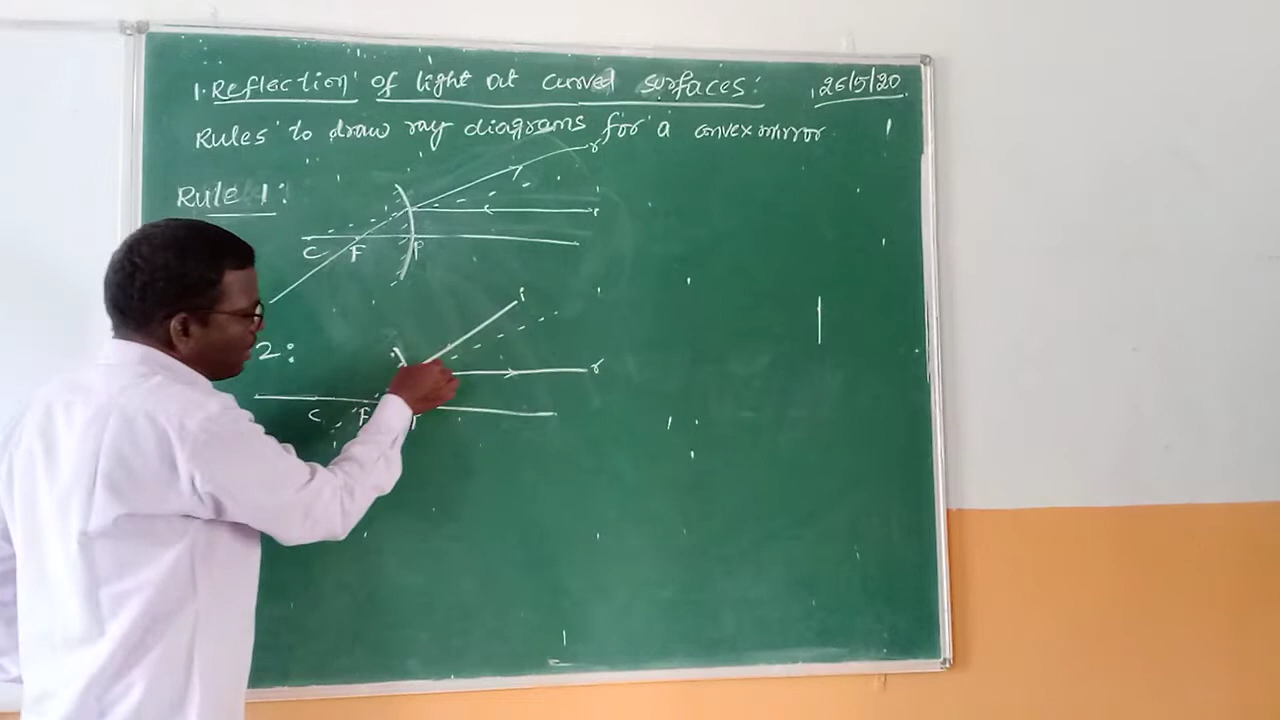 1. Reflection of light at curved surfaces: 26/5/20
Rules to draw ray diagrams for a convex mirror
r
Rule 1:
i
C F P
i
2:
r
C F